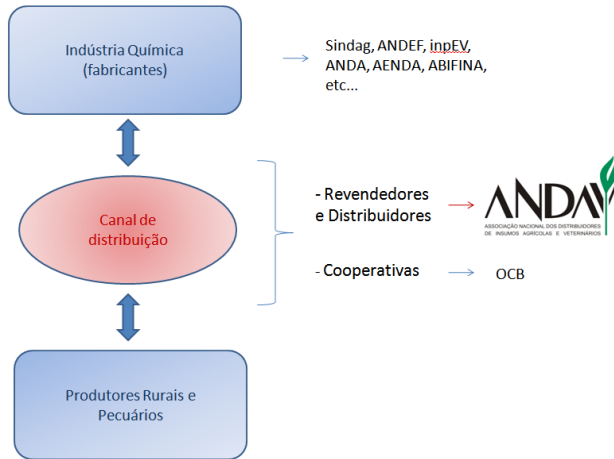 Indústria Química
(fabricantes)
Sindag, ANDEF, inpEV,
ANDA, AENDA, ABIFINA,
etc...
Canal de
distribuição
- Revendedores
e Distribuidores
ANDAV
ASSOCIAÇÃO NACIONAL DOS DISTRIBUIDORES
DE INSUMOS AGRÍCOLAS E VETERINÁRIOS
- Cooperativas
OCB
Produtores Rurais e
Pecuários